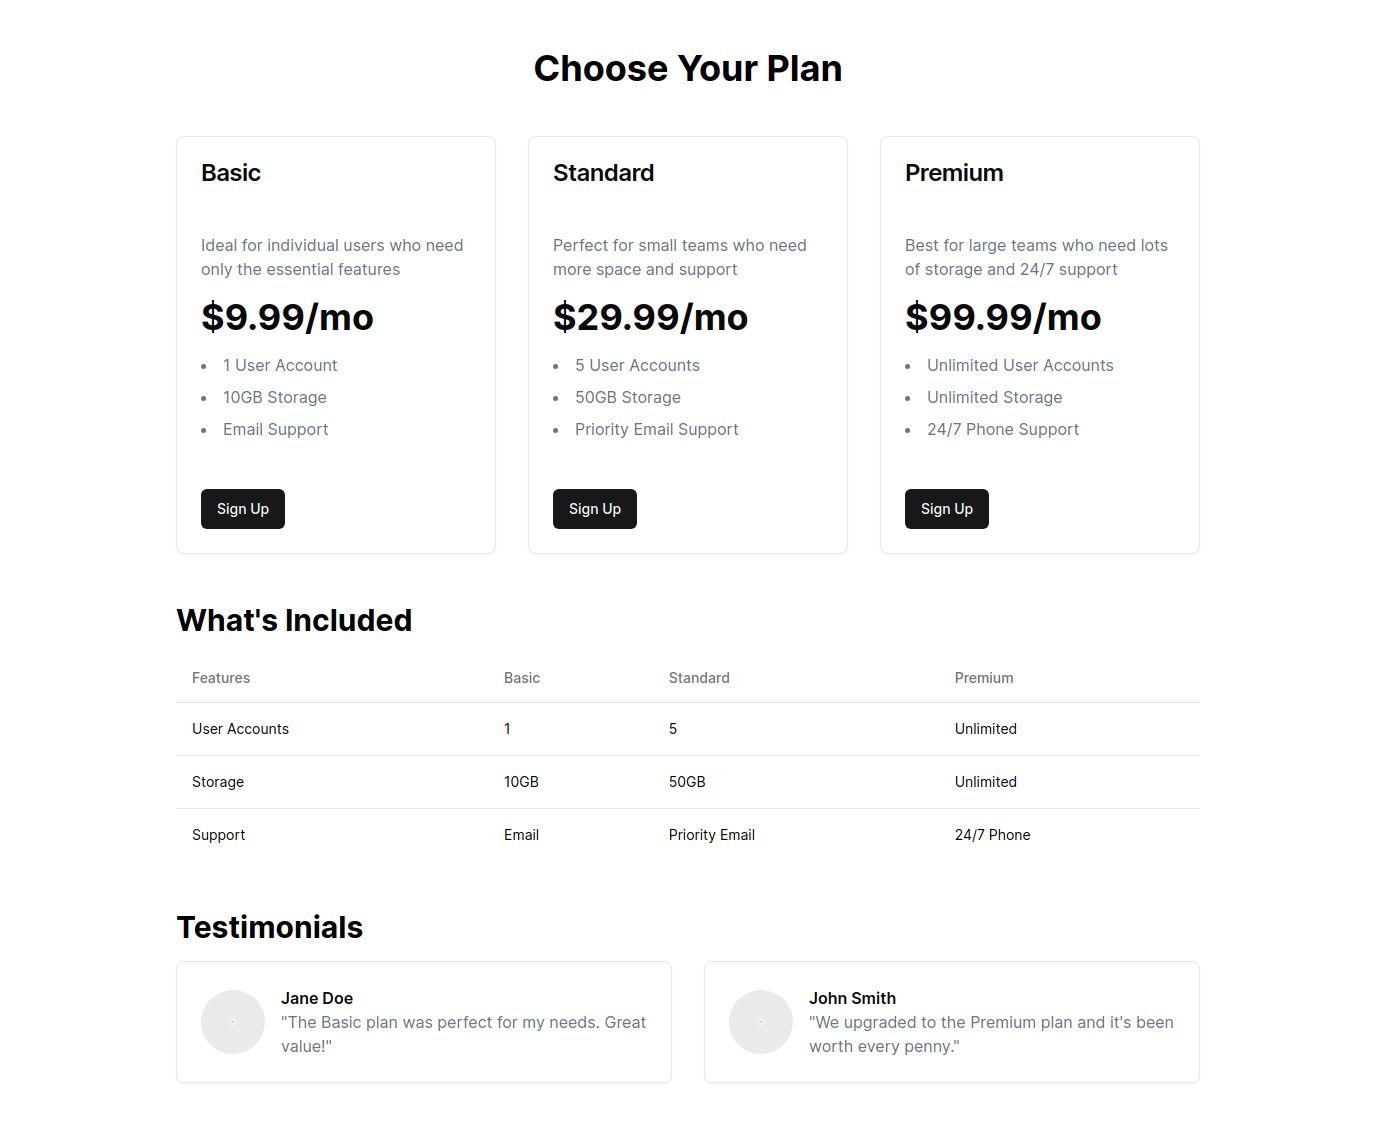 Choose Your Plan
Basic
Ideal for individual users who need
only the essential features
$9.99/mo
1 User Account
10GB Storage
Email Support
Sign Up
Standard
Perfect for small teams who need
more space and support
$29.99/mo
5 User Accounts
50GB Storage
Priority Email Support
Sign Up
Premium
Best for large teams who need lots
of storage and 24/7 support
$99.99/mo
Unlimited User Accounts
Unlimited Storage
24/7 Phone Support
Sign Up
What's Included
Features Basic Standard Premium
User Accounts 1 5 Unlimited
Storage 10GB 50GB Unlimited
Support Email Priority Email 24/7 Phone
Testimonials
Jane Doe
"The Basic plan was perfect for my needs. Great
value!"
John Smith
"We upgraded to the Premium plan and it's been
worth every penny."